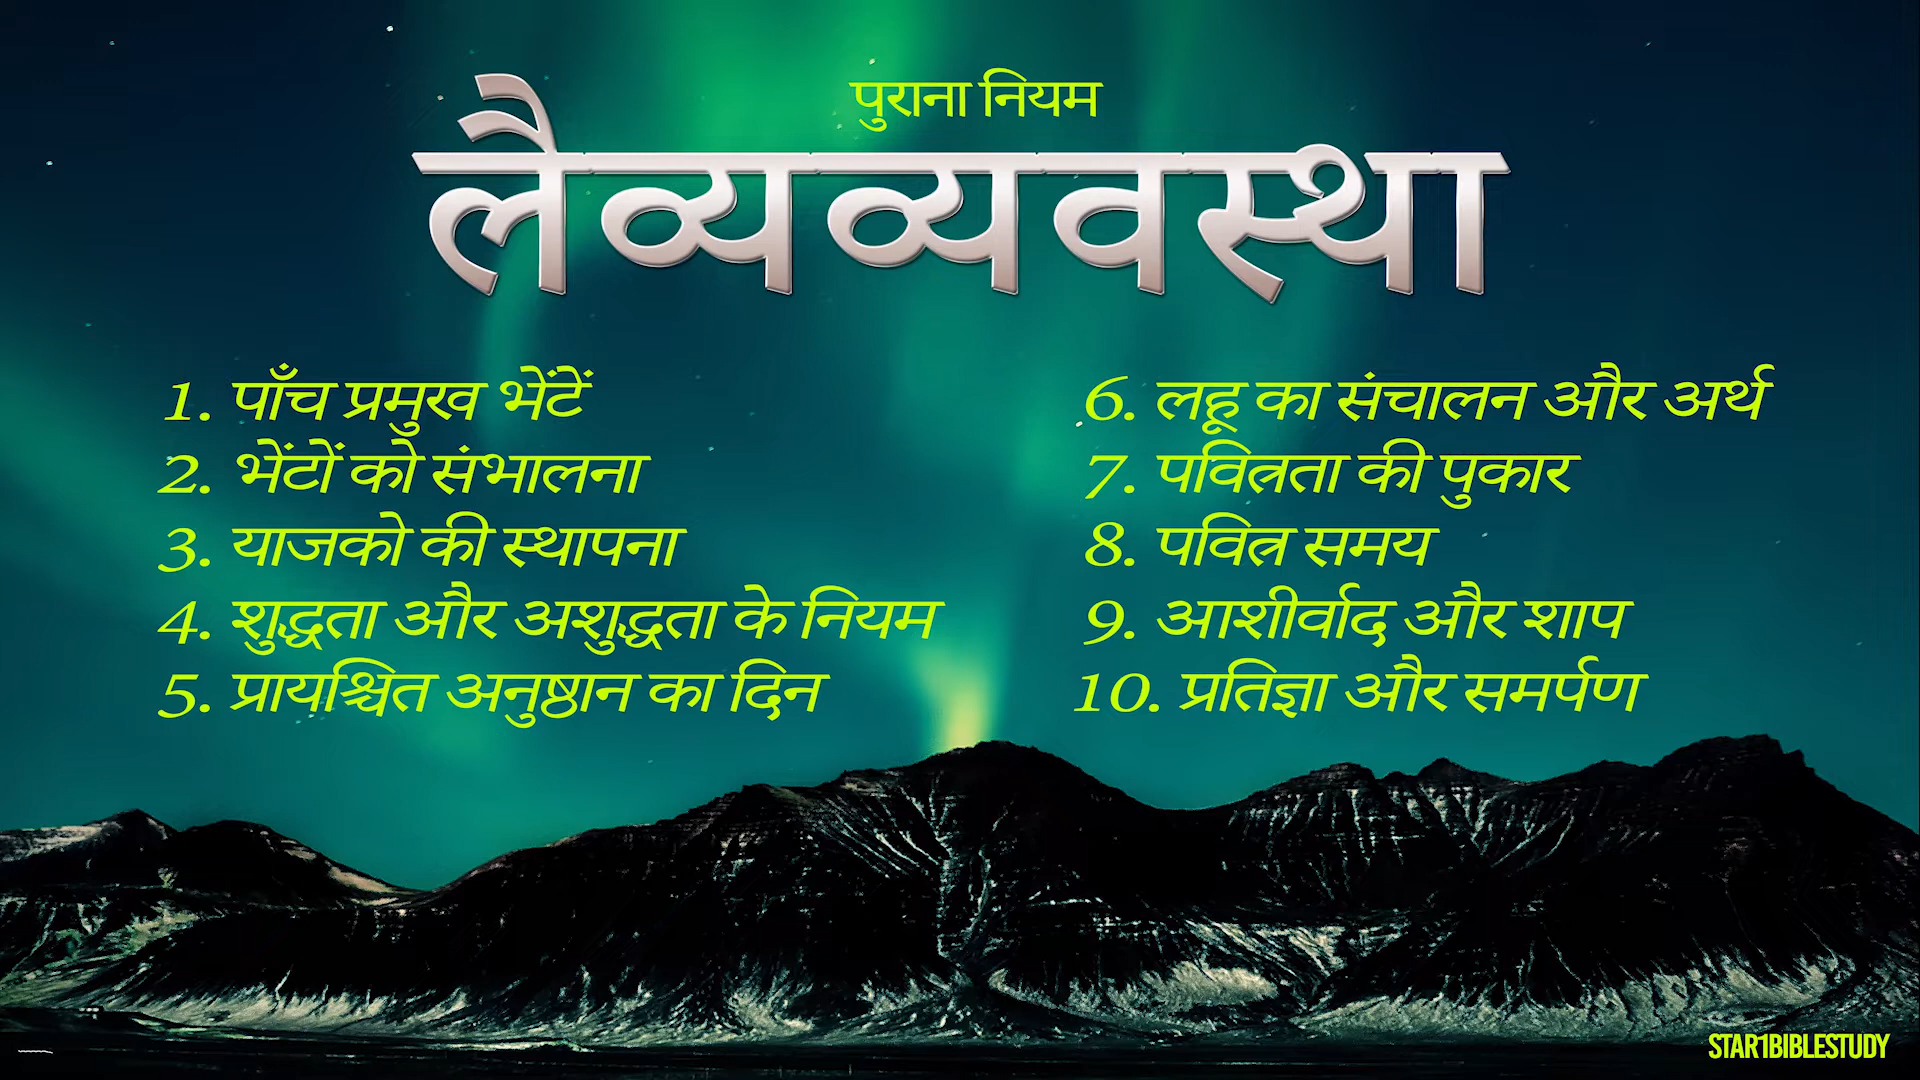 पुराना नियम
लैव्यव्यवस्था
1. पाँच प्रमुख भेंटें
2. भेंटों को संभालना
3. याजको की स्थापना
4. शुद्धता और अशुद्धता के नियम
5. प्रायश्चित अनुष्ठान का दिन
6. लहू का संचालन और अर्थ
7. पवित्रता की पुकार
8. पवित्र समय
9. आशीर्वाद और शाप
10. प्रतिज्ञा और समर्पण
STAR1BIBLESTUDY